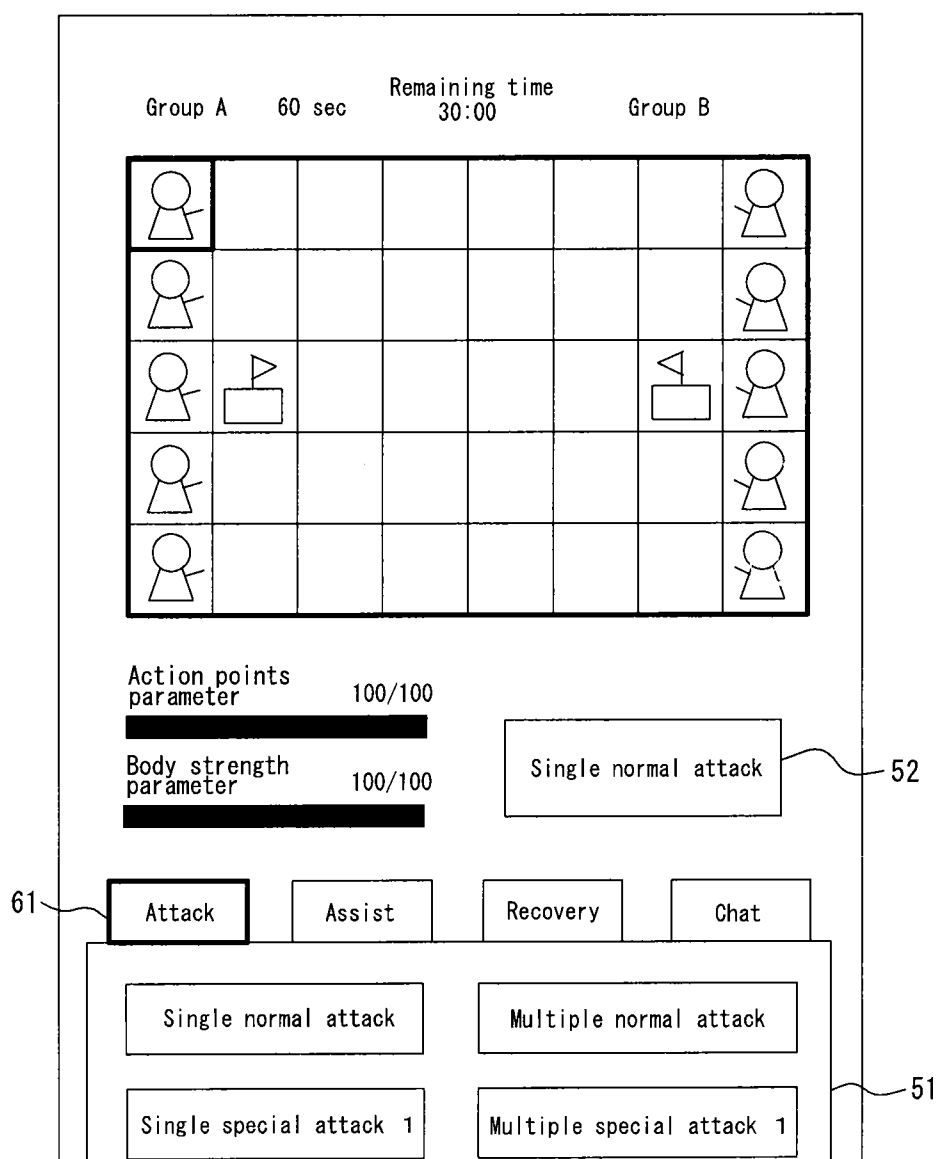 Remaining time
Group A 60 sec 30:00 Group B
Action points
parameter 100/100
Single normal attack 52
Body strength
parameter 100/100
61 Attack Assist Recovery Chat
Single normal attack Multiple normal attack
51
Single special attack 1 Multiple special attack 1